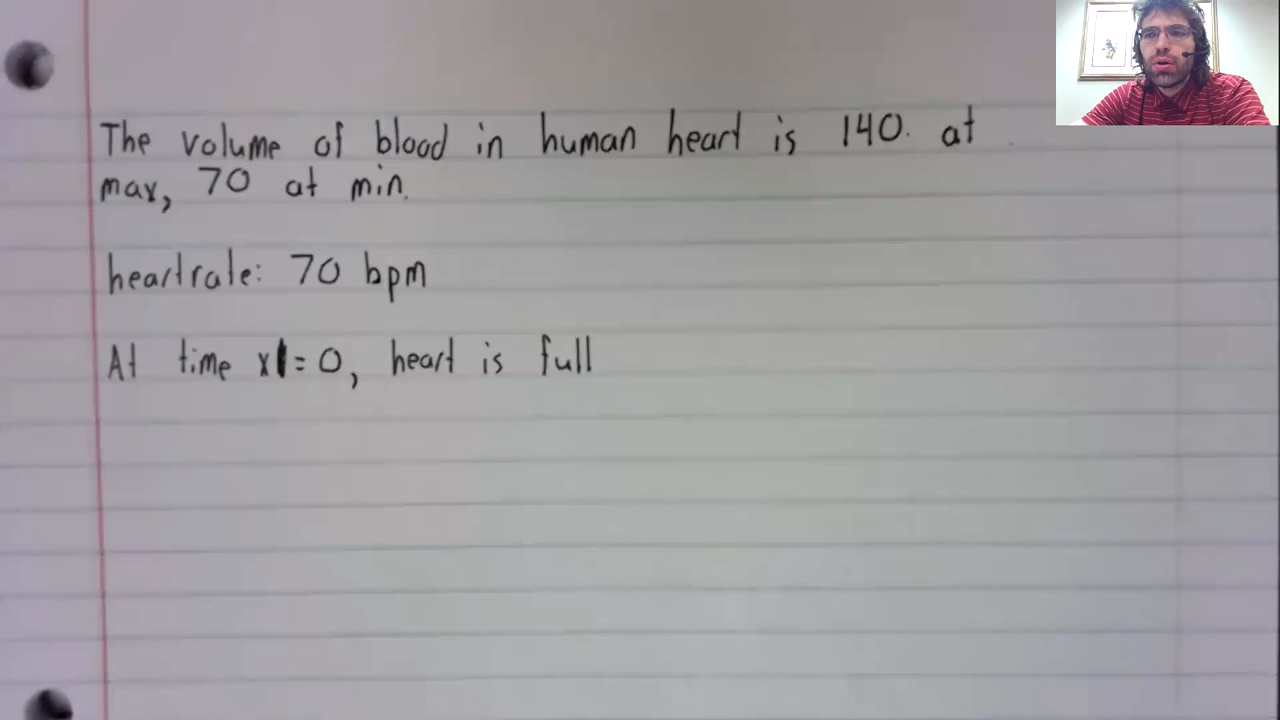 The volume of blood in human heart is 140 at
max, 70 at min.
heartrate: 70 bpm
At time = 0, heart is full